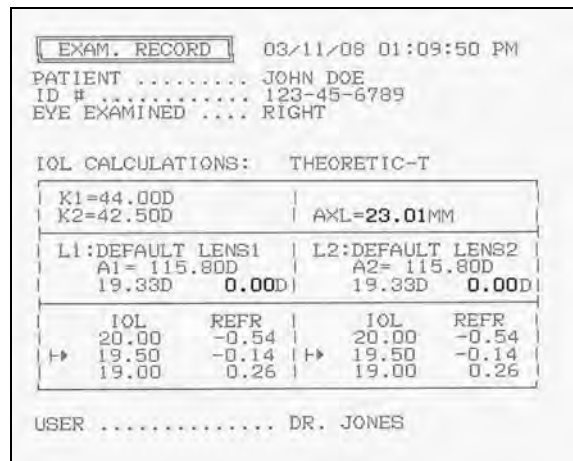 EXAM. RECORD 03/11/08 01:09:50 PM
PATIENT ......... JOHN DOE
ID # ............ 123-45-6789
EYE EXAMINED .... RIGHT
IOL CALCULATIONS: THEORETIC-T
K1=44.00D
K2=42.50D AXL=23.01MM
L1:DEFAULT LENS1 L2:DEFAULT LENS2
A1= 115.80D A2= 115.80D
19.33D 0.00D 19.33D 0.00D
IOL REFR IOL REFR
20.00 -0.54 20.00 -0.54
19.50 -0.14 19.50 -0.14
19.00 0.26 19.00 0.26
USER .............. DR. JONES